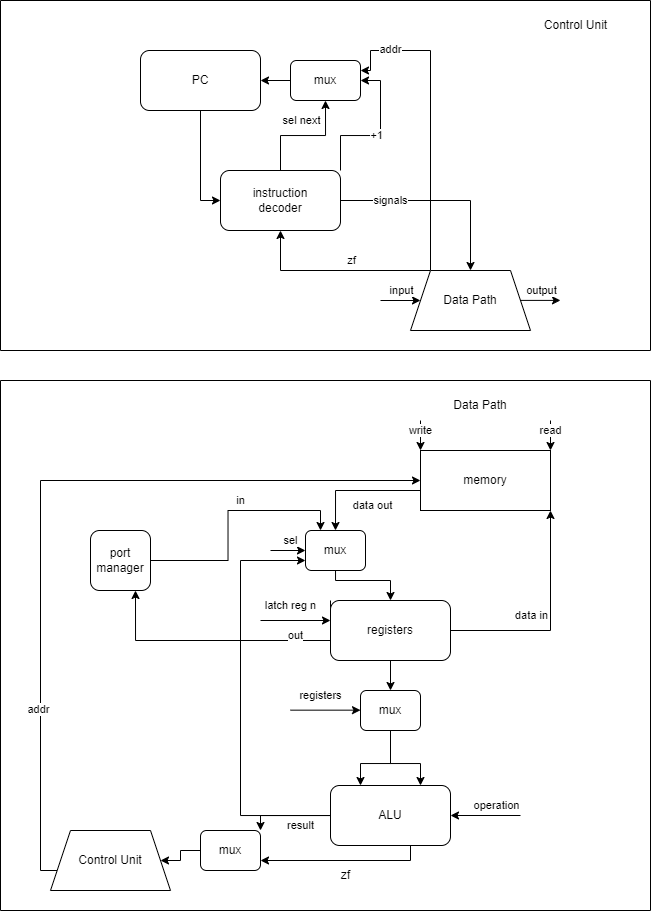 Control Unit
addr
PC
mux
sel next
+1
instruction
decoder
signals
zf
input
Data Path
output
Data Path
write
read
memory
in
data out
sel
port
manager
mux
latch reg n
data in
out
registers
registers
addr
mux
operation
ALU
result
mux
Control Unit
zf